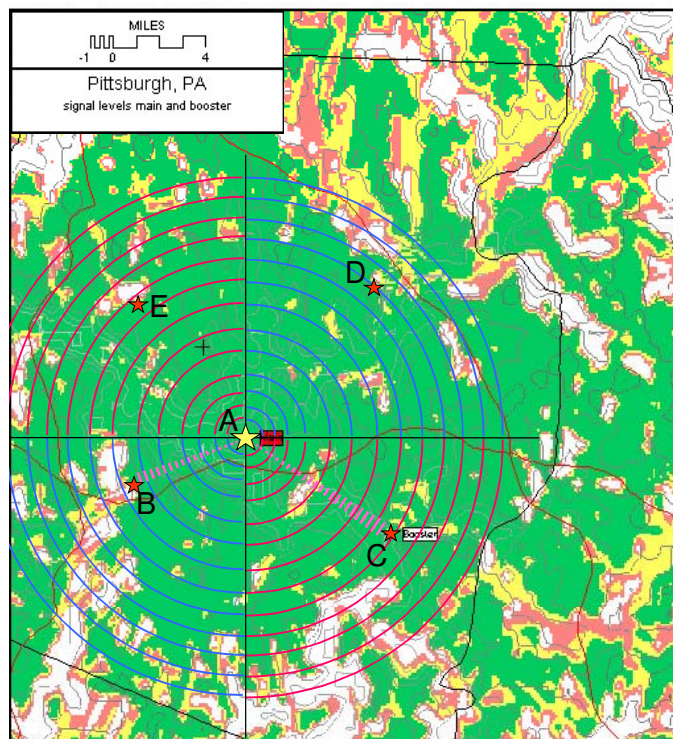 MILES
-1 0 4
Pittsburgh, PA
signal levels main and booster
D
E
A
B
Booster
C